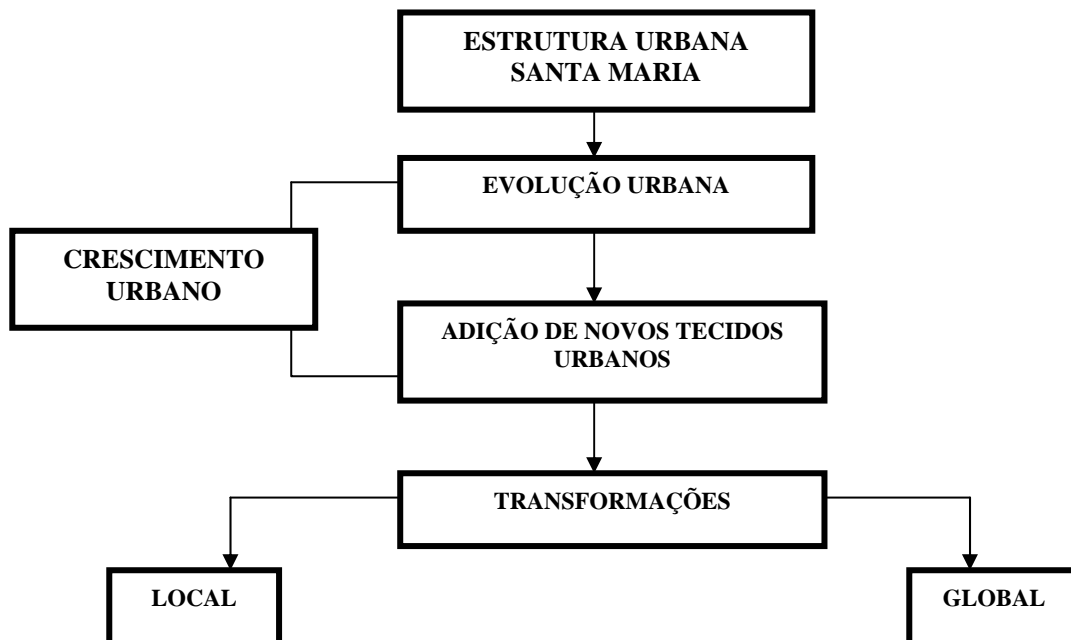 ESTRUTURA URBANA
SANTA MARIA
EVOLUÇÃO URBANA
CRESCIMENTO
URBANO
ADIÇÃO DE NOVOS TECIDOS
URBANOS
TRANSFORMAÇÕES
LOCAL
GLOBAL